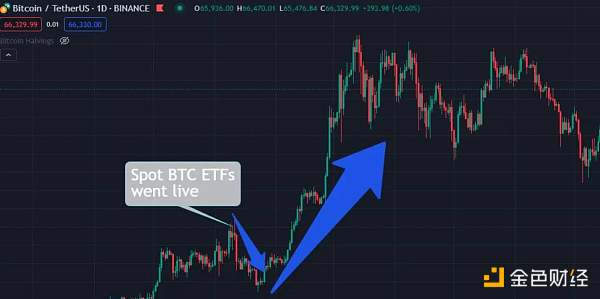 Bitcoin / TetherUS · 1D · BINANCE
O65,936.00 H66,470.01 L65,476.84 C66,329.99 +393.98 (+0.60%)
66,329.99 0.01 66,330.00
Bitcoin Halvings
Spot BTC ETFs
went live
金色财经